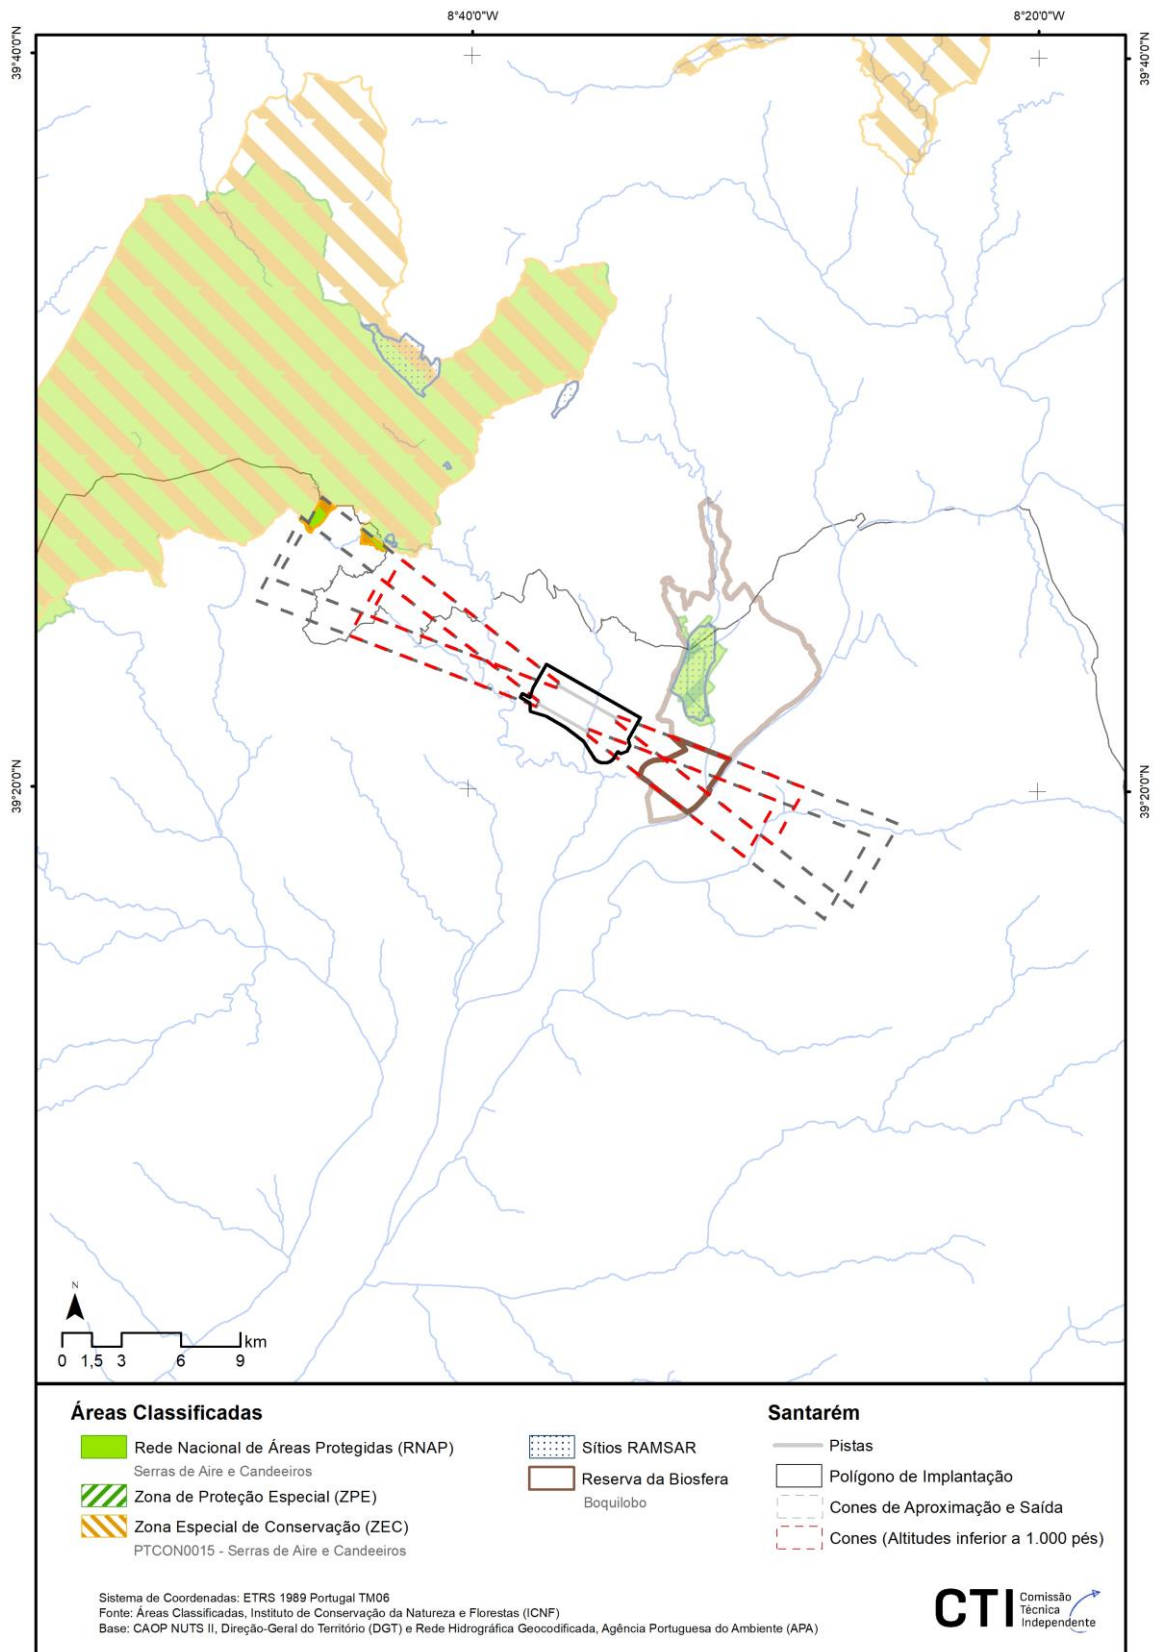 8°40'0"W
8°20'0"W
39°40'0"N
39°40'0"N
39°20'0"N
39°20'0"N
N
km
0 1,5 3 6 9
Áreas Classificadas
Rede Nacional de Áreas Protegidas (RNAP)
Serras de Aire e Candeeiros
Zona de Proteção Especial (ZPE)
Zona Especial de Conservação (ZEC)
PTCON0015 - Serras de Aire e Candeeiros
Sítios RAMSAR
Reserva da Biosfera
Boquilobo
Santarém
Pistas
Polígono de Implantação
Cones de Aproximação e Saída
Cones (Altitudes inferior a 1.000 pés)
Sistema de Coordenadas: ETRS 1989 Portugal TM06
Fonte: Áreas Classificadas, Instituto de Conservação da Natureza e Florestas (ICNF)
Base: CAOP NUTS II, Direção-Geral do Território (DGT) e Rede Hidrográfica Geocodificada, Agência Portuguesa do Ambiente (APA)
CTI Comissão
Técnica
Independente